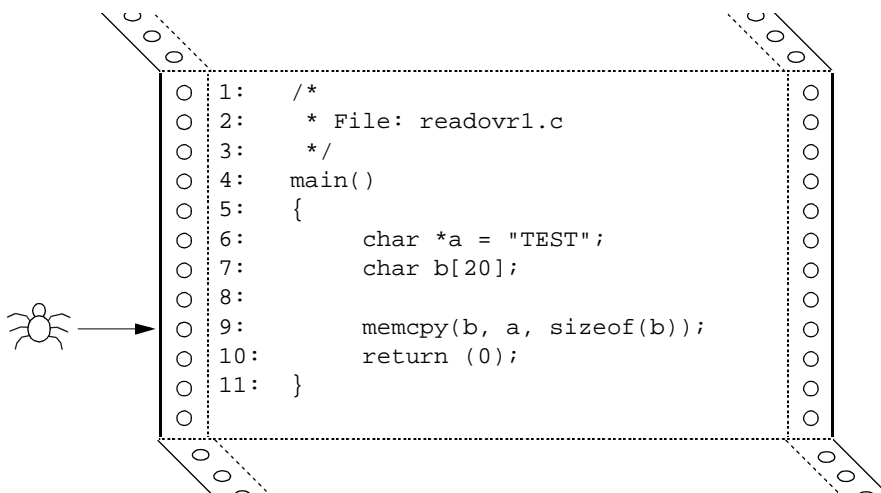 1:   /*
2:    * File: readovr1.c
3:    */
4:   main()
5:   {
6:        char *a = "TEST";
7:        char b[20];
8:
9:        memcpy(b, a, sizeof(b));
10:       return (0);
11:  }